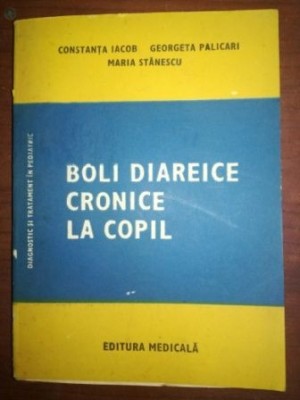 CONSTANȚA IACOB GEORGETA PALICARI
MARIA STĂNESCU
DIAGNOSTIC ȘI TRATAMENT ÎN PEDIATRIE
BOLI DIAREICE
CRONICE
LA COPIL
EDITURA MEDICALĂ